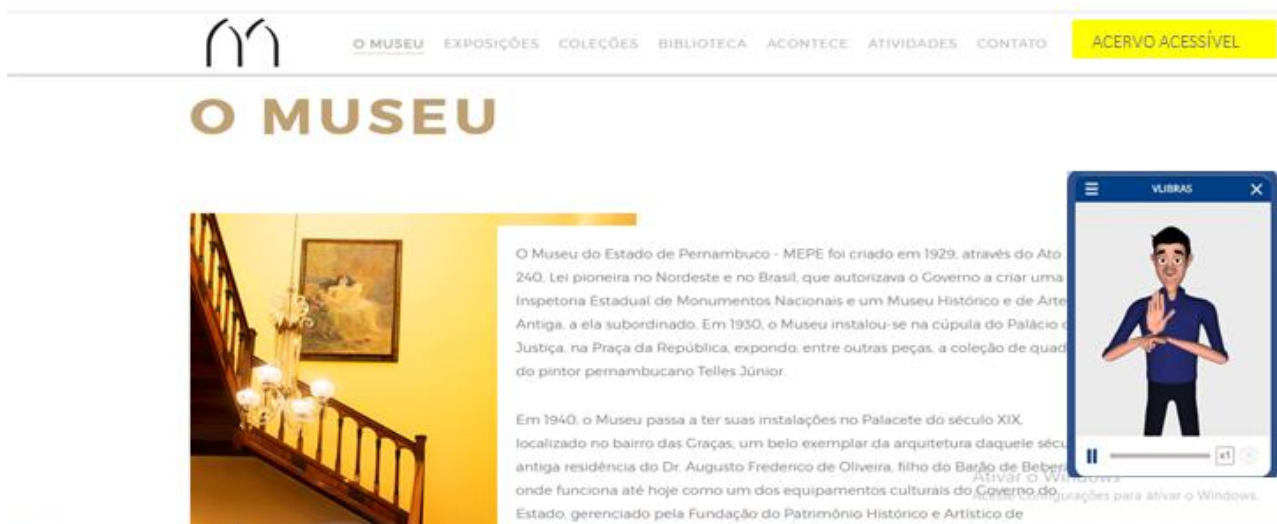 O MUSEU EXPOSIÇÕES COLEÇÕES BIBLIOTECA ACONTECE ATIVIDADES CONTATO ACERVO ACESSÍVEL
O MUSEU
VLIBRAS
O Museu do Estado de Pernambuco - MEPE foi criado em 1929, através do Ato
240, Lei pioneira no Nordeste e no Brasil, que autorizava o Governo a criar uma
Inspetoria Estadual de Monumentos Nacionais e um Museu Histórico e de Arte
Antiga, a ela subordinado. Em 1930, o Museu instalou-se na cúpula do Palácio
Justiça, na Praça da República, expondo, entre outras peças, a coleção de quad
do pintor pernambucano Telles Júnior.
Em 1940, o Museu passa a ter suas instalações no Palacete do século XIX,
localizado no bairro das Graças, um belo exemplar da arquitetura daquele sécu
antiga residência do Dr. Augusto Frederico de Oliveira, filho do Barão de Beber
x1
onde funciona até hoje como um dos equipamentos culturais do Governo do
Estado, gerenciado pela Fundação do Patrimônio Histórico e Artístico de
Ativar o Windows
Acesse Configurações para ativar o Windows.